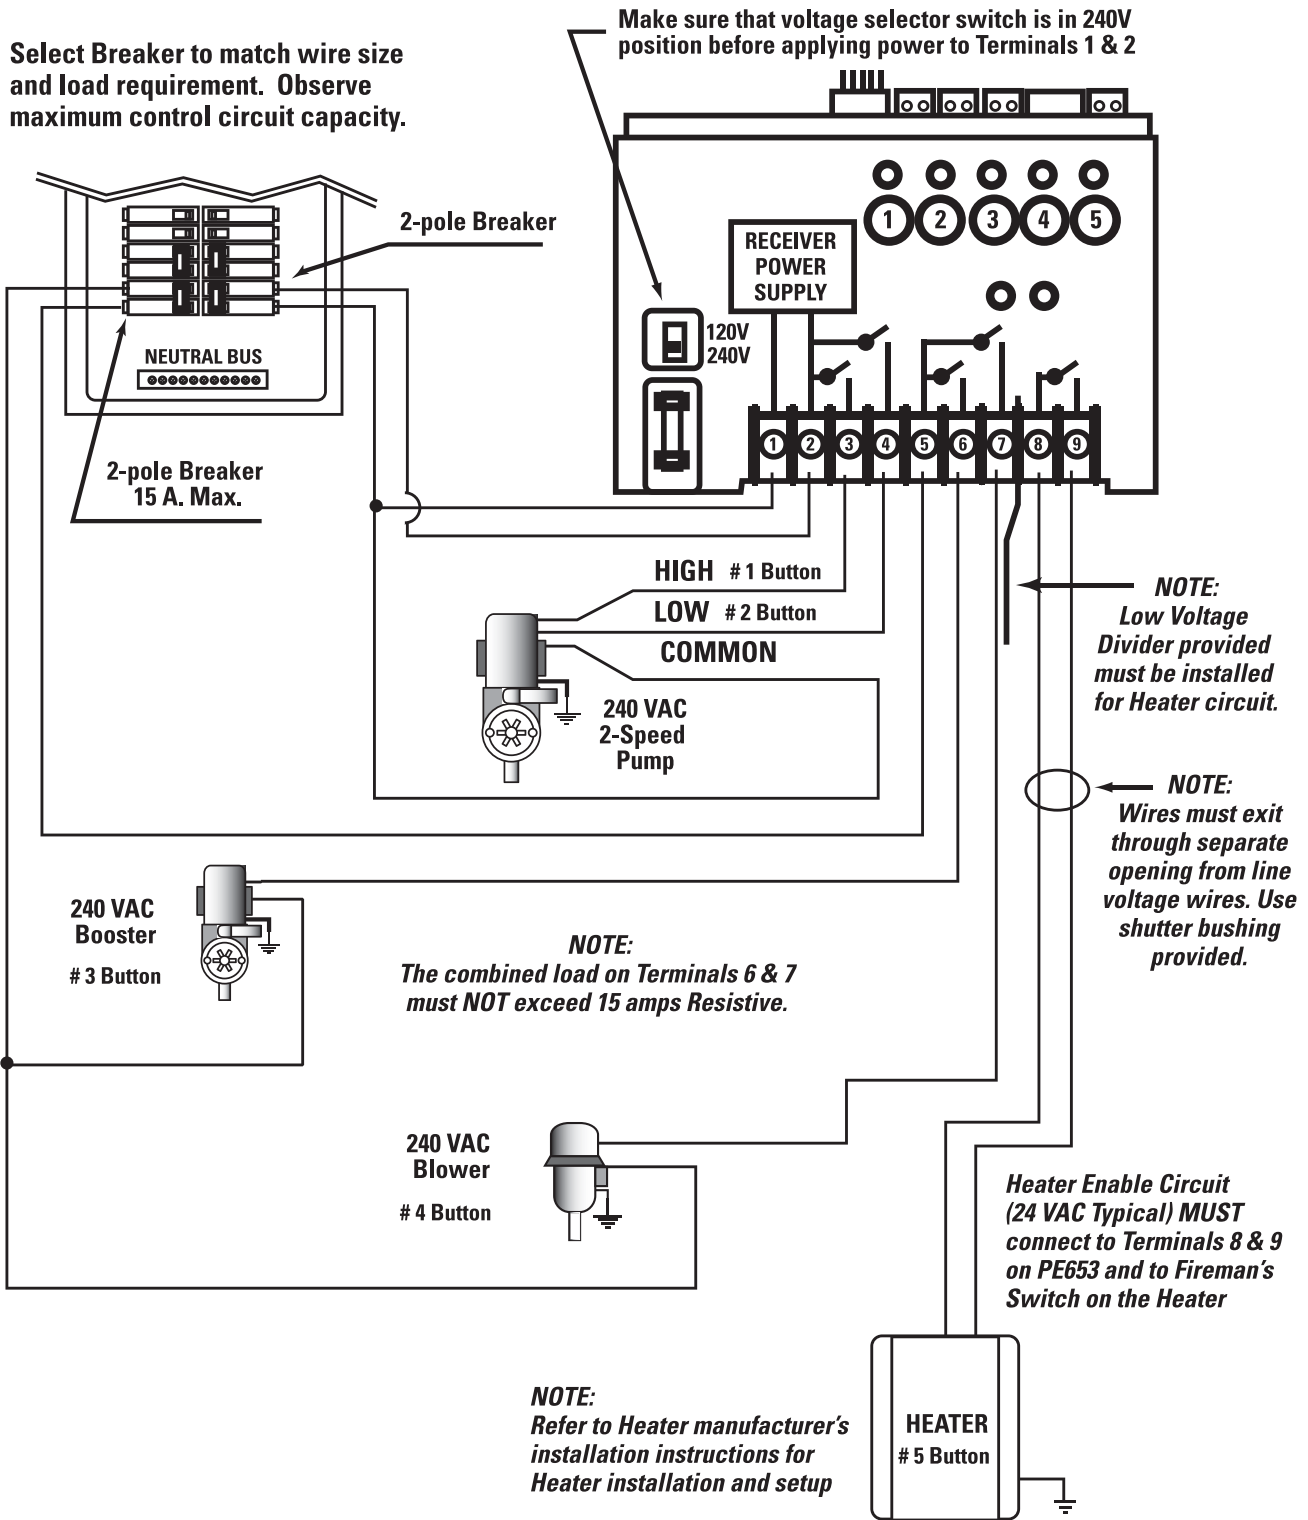 Make sure that voltage selector switch is in 240V
position before applying power to Terminals 1 & 2
Select Breaker to match wire size
and load requirement.  Observe
maximum control circuit capacity.
2-pole Breaker
NEUTRAL BUS
2-pole Breaker
15 A. Max.
1 2 3 4 5
RECEIVER
POWER
SUPPLY
120V
240V
1 2 3 4 5 6 7 8 9
HIGH # 1 Button
LOW # 2 Button
COMMON
240 VAC
2-Speed
Pump
NOTE:
Low Voltage
Divider provided
must be installed
for Heater circuit.
NOTE:
Wires must exit
through separate
opening from line
voltage wires. Use
shutter bushing
provided.
240 VAC
Booster
# 3 Button
NOTE:
The combined load on Terminals 6 & 7
must NOT exceed 15 amps Resistive.
240 VAC
Blower
# 4 Button
Heater Enable Circuit
(24 VAC Typical) MUST
connect to Terminals 8 & 9
on PE653 and to Fireman's
Switch on the Heater
NOTE:
Refer to Heater manufacturer's
installation instructions for
Heater installation and setup
HEATER
# 5 Button